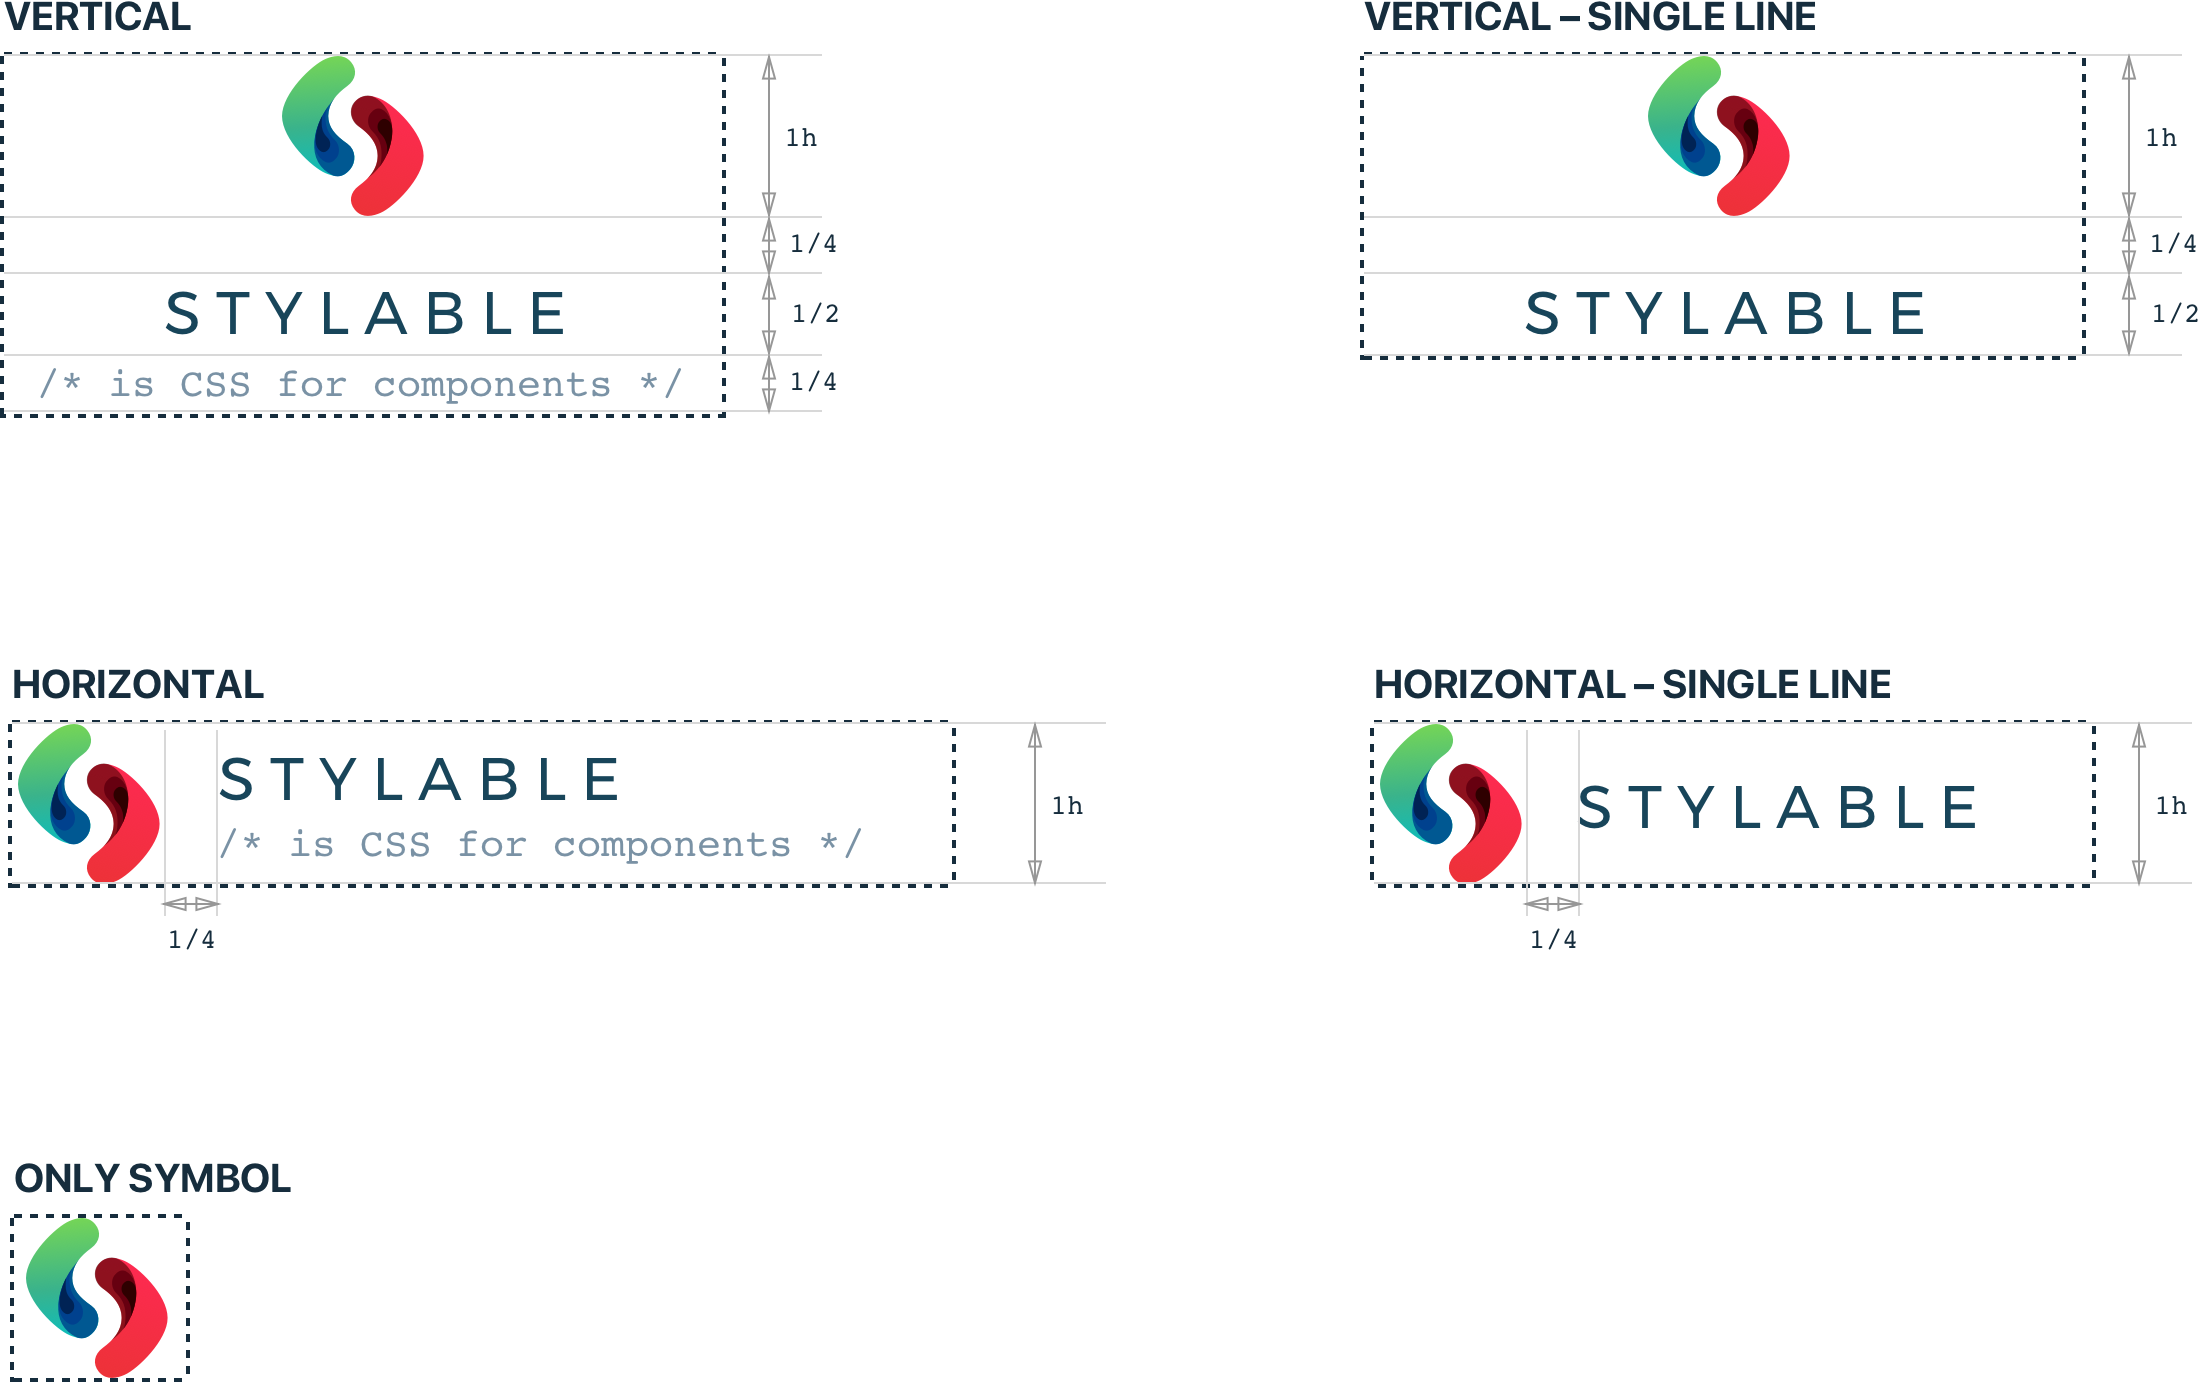 VERTICAL
1h
1/4
STYLABLE
1/2
/* is CSS for components */
1/4
VERTICAL – SINGLE LINE
1h
1/4
STYLABLE
1/2
HORIZONTAL
STYLABLE
/* is CSS for components */
1h
1/4
HORIZONTAL – SINGLE LINE
STYLABLE
1h
1/4
ONLY SYMBOL